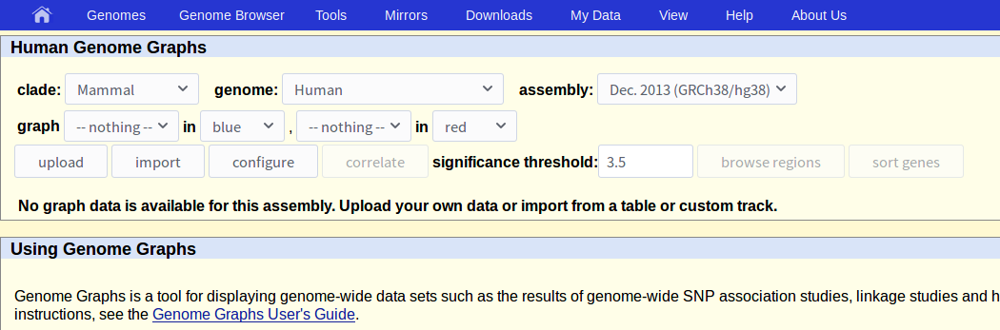 Genomes Genome Browser Tools Mirrors Downloads My Data View Help About Us
Human Genome Graphs
clade: Mammal genome: Human assembly: Dec. 2013 (GRCh38/hg38)
graph -- nothing -- in blue , -- nothing -- in red
upload import configure correlate significance threshold: 3.5 browse regions sort genes
No graph data is available for this assembly. Upload your own data or import from a table or custom track.
Using Genome Graphs
Genome Graphs is a tool for displaying genome-wide data sets such as the results of genome-wide SNP association studies, linkage studies and h
instructions, see the Genome Graphs User's Guide.